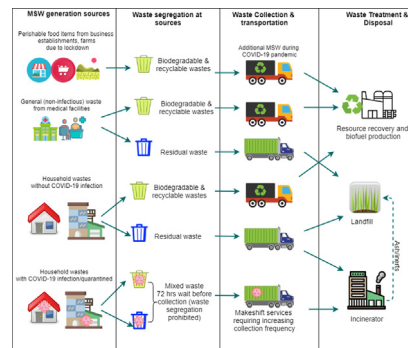 MSW generation sources
Waste segregation at
sources
Waste Collection &
transportation
Waste Treatment &
Disposal
Perishable food items from business
establishments, farms
due to lockdown
Biodegradable &
recyclable wastes
Additional MSW during
COVID-19 pandemic
General (non-infectious) waste
from medical facilities
Biodegradable &
recyclable wastes
Residual waste
Resource recovery and
biofuel production
Household wastes
without COVID-19 infection
Biodegradable &
recyclable wastes
Residual waste
Landfill
Household wastes
with COVID-19 infection/quarantined
Mixed waste
72 hrs wait before
collection (waste
segregation
prohibited)
Makeshift services
requiring increasing
collection frequency
Incinerator